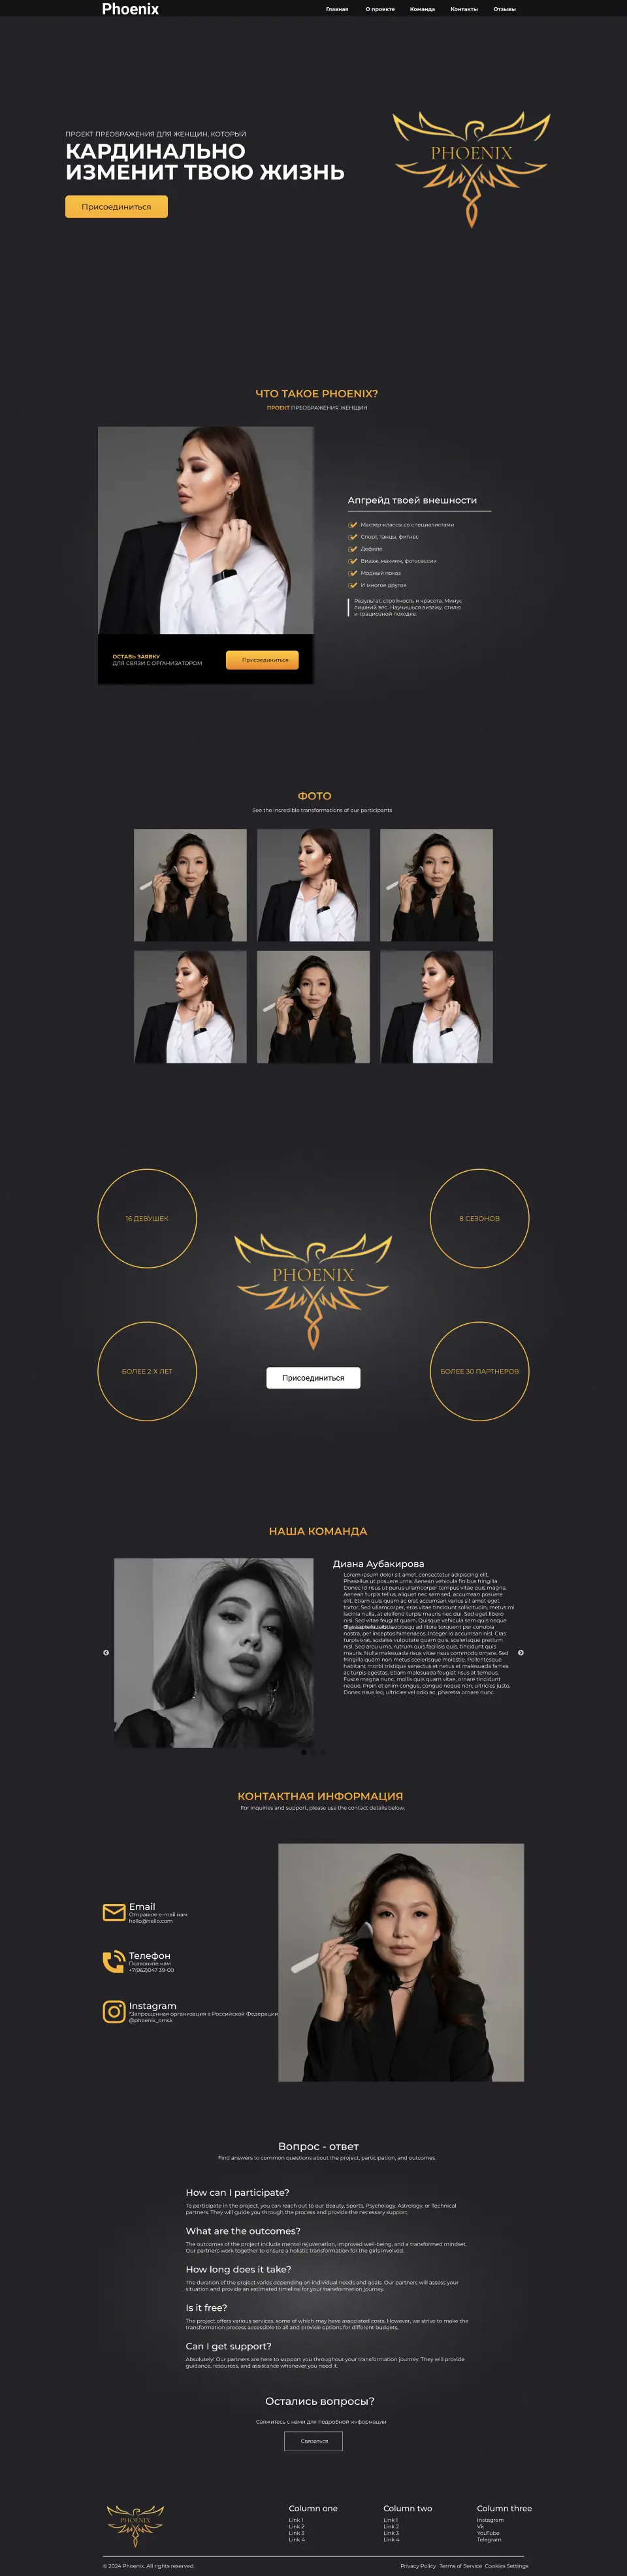 Phoenix
Главная О проекте Команда Контакты Отзывы
ПРОЕКТ ПРЕОБРАЖЕНИЯ ДЛЯ ЖЕНЩИН, КОТОРЫЙ
КАРДИНАЛЬНО
ИЗМЕНИТ ТВОЮ ЖИЗНЬ
Присоединиться
PHOENIX
ЧТО ТАКОЕ PHOENIX?
ПРОЕКТ ПРЕОБРАЖЕНИЯ ЖЕНЩИН
Апгрейд твоей внешности
Мастер-классы со специалистами
Спорт, танцы, фитнес
Дефиле
Визаж, макияж, фотосессии
Модный показ
И многое другое
Результат: стройность и красота. Минус
лишний вес. Научишься визажу, стилю
и грациозной походке.
ОСТАВЬ ЗАЯВКУ
ДЛЯ СВЯЗИ С ОРГАНИЗАТОРОМ
Присоединиться
ФОТО
See the incredible transformations of our participants
16 ДЕВУШЕК
8 СЕЗОНОВ
PHOENIX
БОЛЕЕ 2-Х ЛЕТ
БОЛЕЕ 30 ПАРТНЕРОВ
Присоединиться
НАША КОМАНДА
Диана Аубакирова
Lorem ipsum dolor sit amet, consectetur adipiscing elit.
Phasellus ut posuere urna. Aenean vehicula finibus fringilla.
Donec id risus ut purus ullamcorper tempus vitae quis magna.
Aenean turpis tellus, aliquet nec sem sed, accumsan posuere
elit. Etiam quis quam ac erat accumsan varius sit amet eget
tortor. Sed ullamcorper, eros vitae tincidunt sollicitudin, metus mi
lacinia nulla, at eleifend turpis mauris nec dui. Sed eget libero
nisi. Sed vitae feugiat quam. Quisque vehicula sem quis neque
sociosqu ad litora torquent per conubia
nostra, per inceptos himenaeos. Integer id accumsan nisl. Cras
turpis erat, sodales vulputate quam quis, scelerisque pretium
nisl. Sed arcu urna, rutrum quis facilisis quis, tincidunt quis
mauris. Nulla malesuada risus vitae risus commodo ornare. Sed
fringilla quam non metus scelerisque molestie. Pellentesque
habitant morbi tristique senectus et netus et malesuada fames
ac turpis egestas. Etiam malesuada feugiat risus at tempus.
Fusce magna nunc, mollis quis quam vitae, ornare tincidunt
neque. Proin et enim congue, congue neque non, ultricies justo.
Donec risus leo, ultricies vel odio ac, pharetra ornare nunc.
КОНТАКТНАЯ ИНФОРМАЦИЯ
For inquiries and support, please use the contact details below.
Email
Отправьте e-mail нам
hello@hello.com
Телефон
Позвоните нам
+7(962)047 39-00
Instagram
*Запрещенная организация в Российской Федерации
@phoenix_omsk
Вопрос - ответ
Find answers to common questions about the project, participation, and outcomes.
How can I participate?
To participate in the project, you can reach out to our Beauty, Sports, Psychology, Astrology, or Technical
partners. They will guide you through the process and provide the necessary support.
What are the outcomes?
The outcomes of the project include mental rejuvenation, improved well-being, and a transformed mindset.
Our partners work together to ensure a holistic transformation for the girls involved.
How long does it take?
The duration of the project varies depending on individual needs and goals. Our partners will assess your
situation and provide an estimated timeline for your transformation journey.
Is it free?
The project offers various services, some of which may have associated costs. However, we strive to make the
transformation process accessible to all and provide options for different budgets.
Can I get support?
Absolutely! Our partners are here to support you throughout your transformation journey. They will provide
guidance, resources, and assistance whenever you need it.
Остались вопросы?
Свяжитесь с нами для подробной информации
Связаться
Column one
Link 1
Link 2
Link 3
Link 4
Column two
Link 1
Link 2
Link 3
Link 4
Column three
Instagram
Vk
YouTube
Telegram
© 2024 Phoenix. All rights reserved.
Privacy Policy Terms of Service Cookies Settings